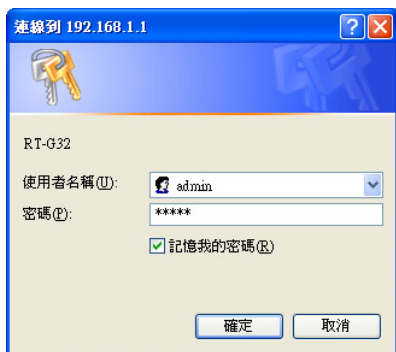 連線到 192.168.1.1
RT-G32
使用者名稱(U):
admin
密碼(P):
*****
記憶我的密碼(R)
確定
取消